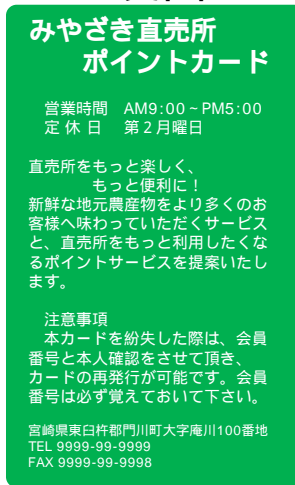 みやざき直売所
ポイントカード
営業時間　AM9:00~PM5:00
定休日　第２月曜日
直売所をもっと楽しく、
もっと便利に！
新鮮な地元農産物をより多くのお
客様へ味わっていただくサービス
と、直売所をもっと利用したくな
るポイントサービスを提案いたし
ます。
注意事項
本カードを紛失した際は、会員
番号と本人確認をさせて頂き、
カードの再発行が可能です。会員
番号は必ず覚えておいて下さい。
宮崎県東臼杵郡門川町大字庵川100番地
TEL 9999-99-9999
FAX 9999-99-9998